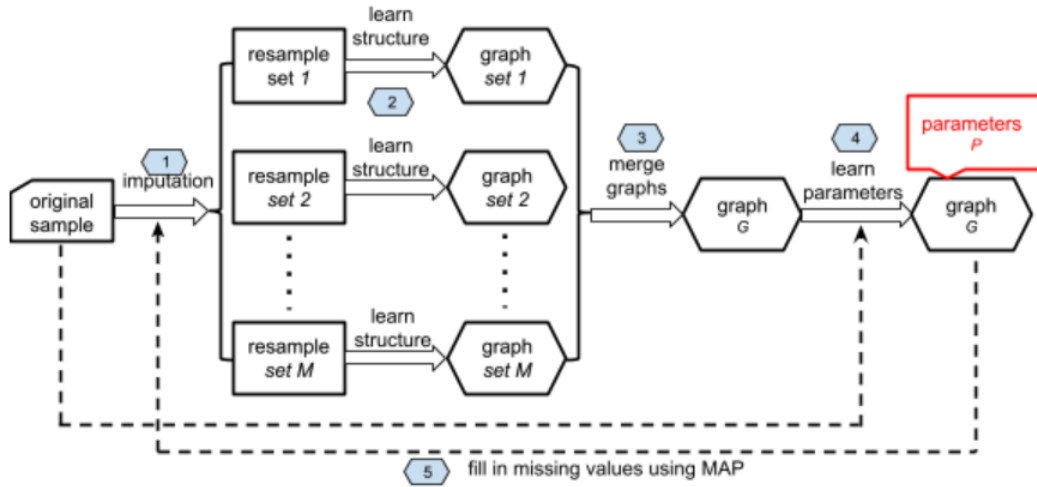 learn
structure
resample
set 1
graph
set 1
2
1
imputation
original
sample
learn
structure
resample
set 2
graph
set 2
3
merge
graphs
graph
G
4
learn
parameters
parameters
P
graph
G
learn
structure
resample
set M
graph
set M
5
fill in missing values using MAP